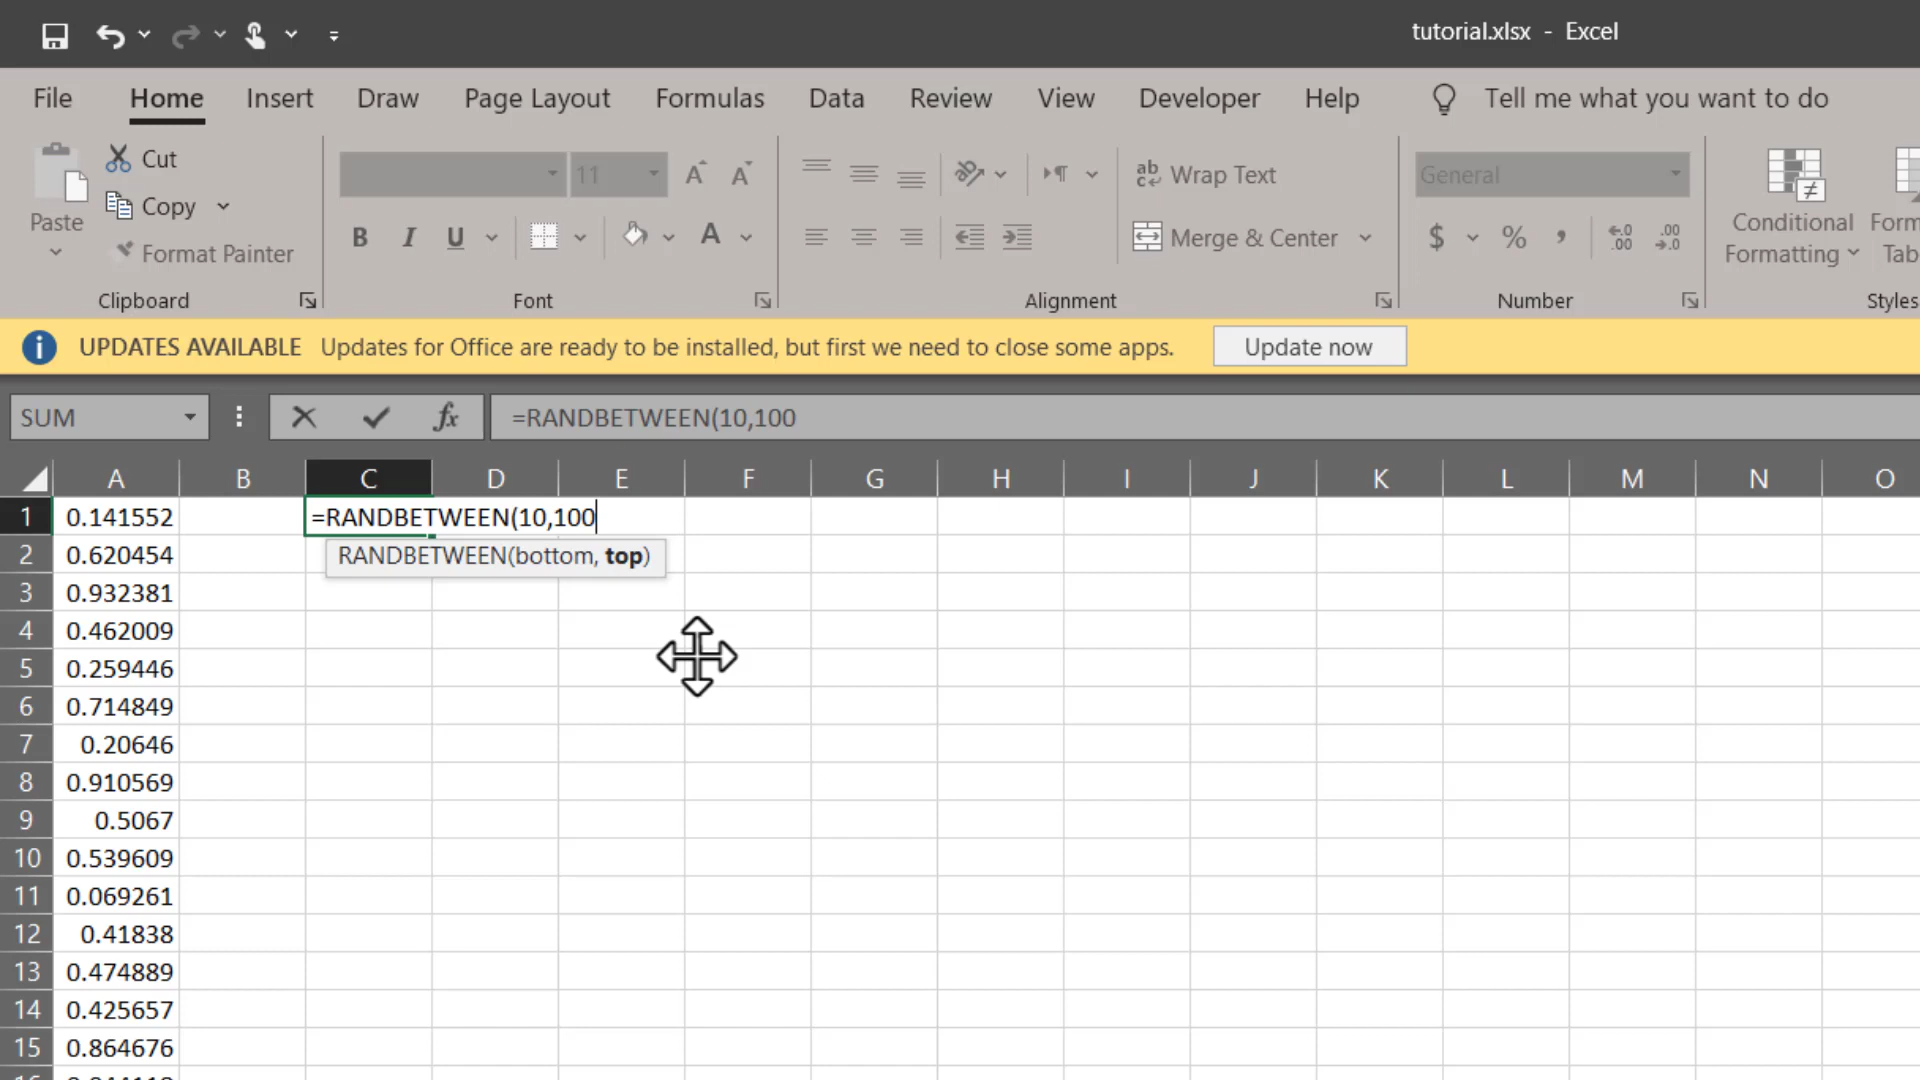 tutorial.xlsx - Excel
File Home Insert Draw Page Layout Formulas Data Review View Developer Help Tell me what you want to do
Paste
Cut
Copy
Format Painter
Clipboard
11
B I U
Font
Wrap Text
Merge & Center
Alignment
General
$ %
Number
Conditional Formatting
Styles
UPDATES AVAILABLE Updates for Office are ready to be installed, but first we need to close some apps. Update now
SUM fx =RANDBETWEEN(10,100
A B C D E F G H I J K L M N O
1 0.141552 =RANDBETWEEN(10,100
RANDBETWEEN(bottom, top)
2 0.620454
3 0.932381
4 0.462009
5 0.259446
6 0.714849
7 0.20646
8 0.910569
9 0.5067
10 0.539609
11 0.069261
12 0.41838
13 0.474889
14 0.425657
15 0.864676